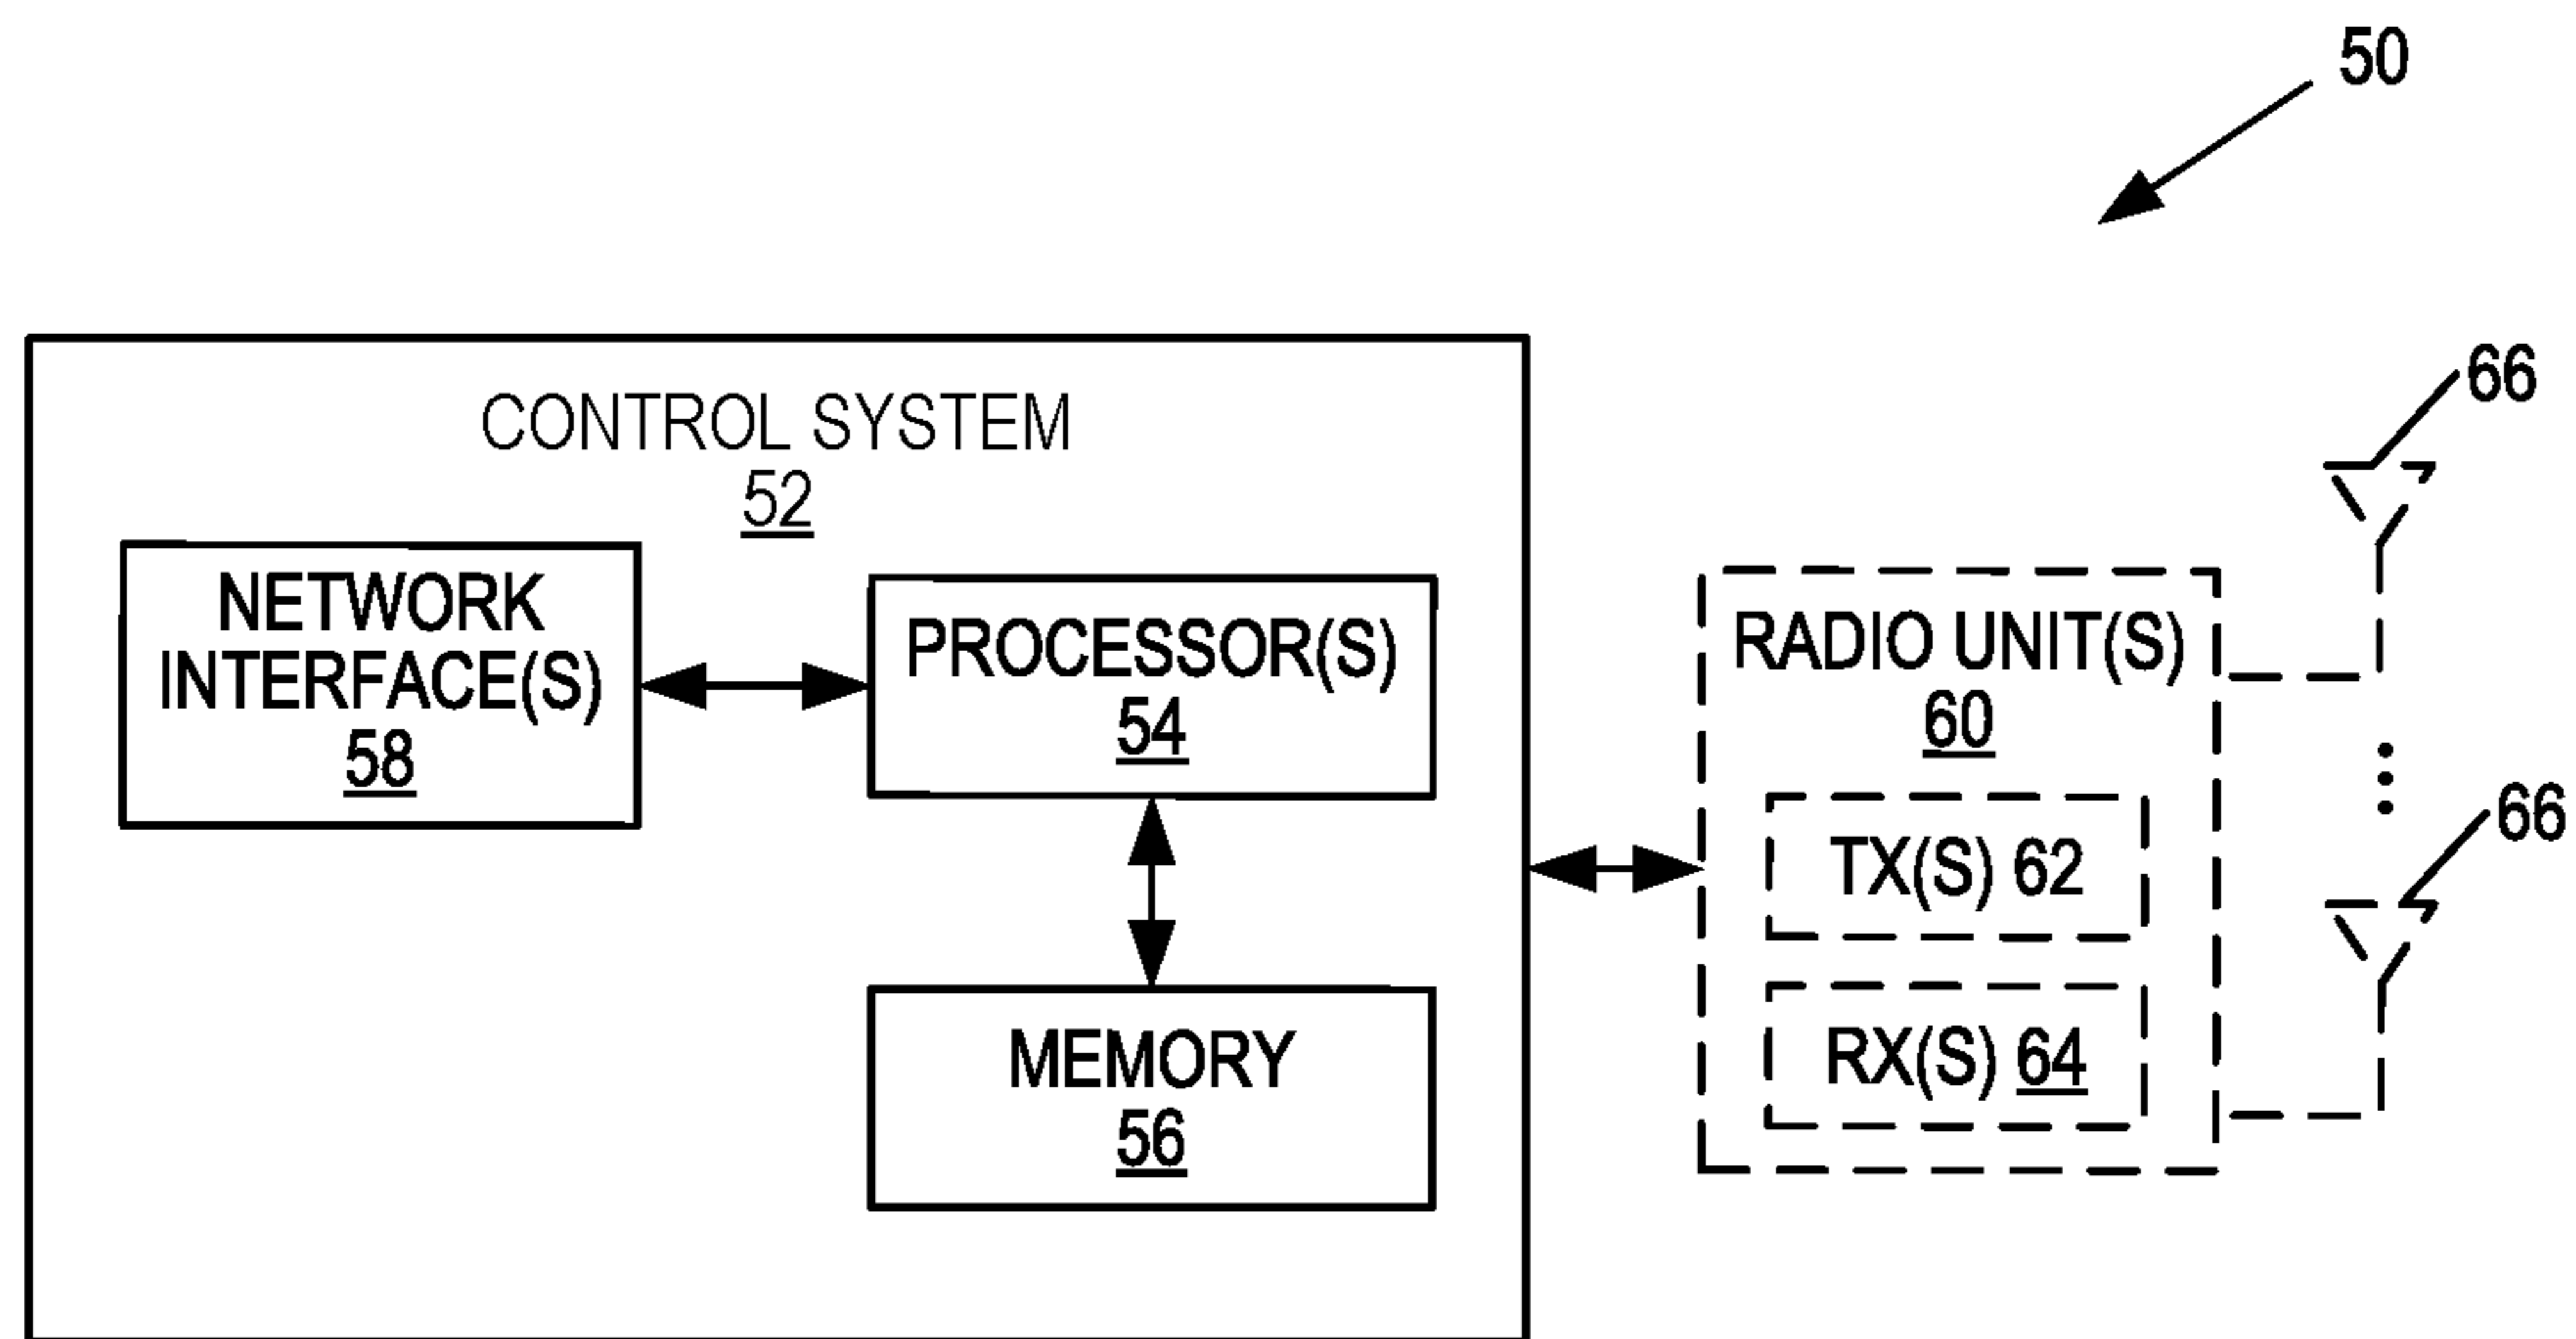 50
CONTROL SYSTEM
52
NETWORK
INTERFACE(S)
58
PROCESSOR(S)
54
MEMORY
56
RADIO UNIT(S)
60
TX(S) 62
RX(S) 64
66
66